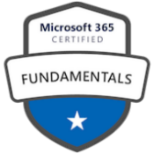 Microsoft 365
CERTIFIED
FUNDAMENTALS